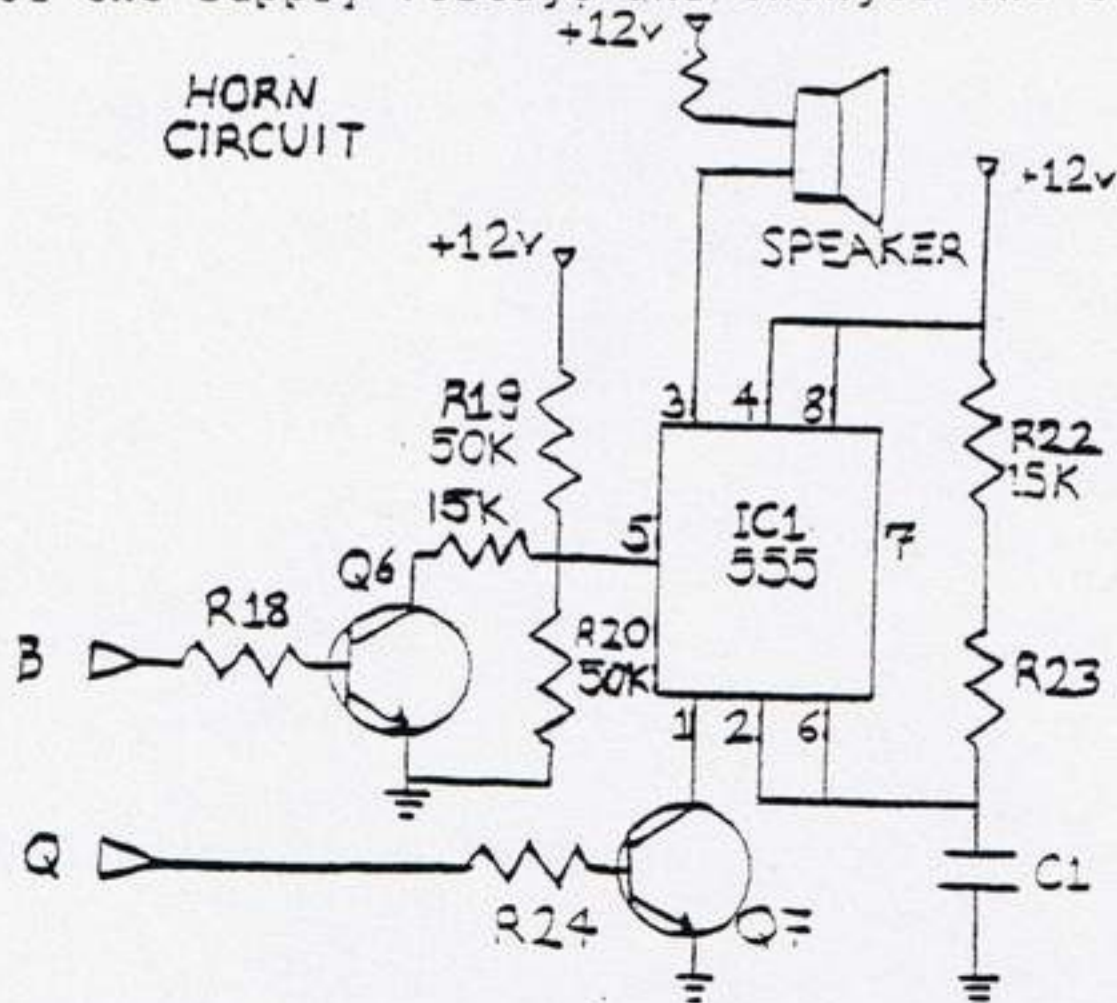 +12v
HORN
CIRCUIT
+12v
+12v
SPEAKER
R19
50K
15K
3
4
8
R22
15K
5
IC1
555
7
Q6
R18
B
R20
50K
R23
1
2
6
Q
R24
Q7
C1